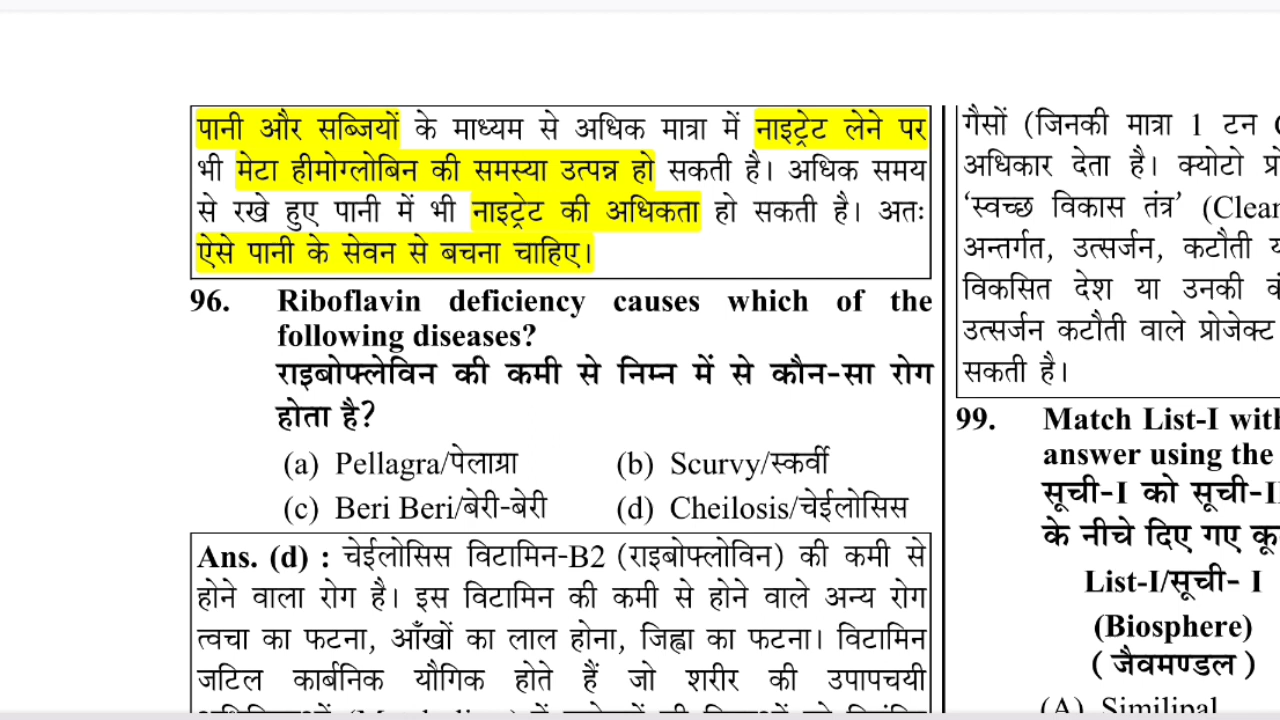 पानी और सब्जियों के माध्यम से अधिक मात्रा में नाइट्रेट लेने पर
भी मेटा हीमोग्लोबिन की समस्या उत्पन्न हो सकती है। अधिक समय
से रखे हुए पानी में भी नाइट्रेट की अधिकता हो सकती है। अतः
ऐसे पानी के सेवन से बचना चाहिए।
96. Riboflavin deficiency causes which of the
following diseases?
राइबोफ्लेविन की कमी से निम्न में से कौन-सा रोग
होता है?
(a) Pellagra/पेलाग्रा (b) Scurvy/स्कर्वी
(c) Beri Beri/बेरी-बेरी (d) Cheilosis/चेईलोसिस
Ans. (d) : चेईलोसिस विटामिन-B2 (राइबोफ्लोविन) की कमी से
होने वाला रोग है। इस विटामिन की कमी से होने वाले अन्य रोग
त्वचा का फटना, आँखों का लाल होना, जिह्वा का फटना। विटामिन
जटिल कार्बनिक यौगिक होते हैं जो शरीर की उपापचयी
गैसों (जिनकी मात्रा 1 टन
अधिकार देता है। क्योटो
'स्वच्छ विकास तंत्र' (Clean
अन्तर्गत, उत्सर्जन, कटौती
विकसित देश या उनकी
उत्सर्जन कटौती वाले प्रोजेक्ट
सकती है।
99. Match List-I with
answer using the
सूची-I को सूची-II
के नीचे दिए गए
List-I/सूची- I
(Biosphere)
(जैवमण्डल)
(A) Similipal